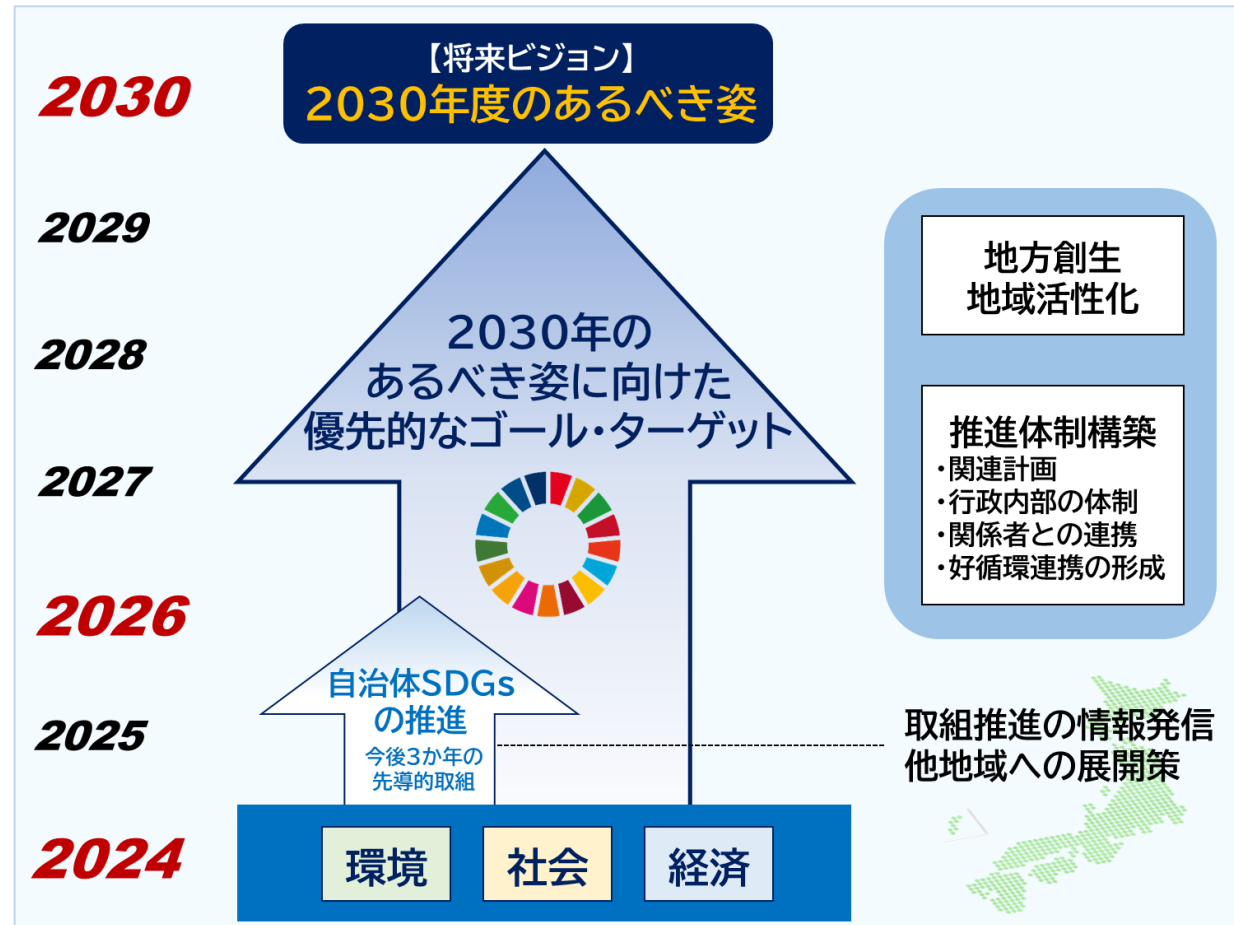 2030
【将来ビジョン】
2030年度のあるべき姿
2029
2028
2027
2026
2025
2024
2030年の
あるべき姿に向けた
優先的なゴール・ターゲット
自治体SDGs
の推進
今後3か年の
先導的取組
環境
社会
経済
地方創生
地域活性化
推進体制構築
・関連計画
・行政内部の体制
・関係者との連携
・好循環連携の形成
取組推進の情報発信
他地域への展開策